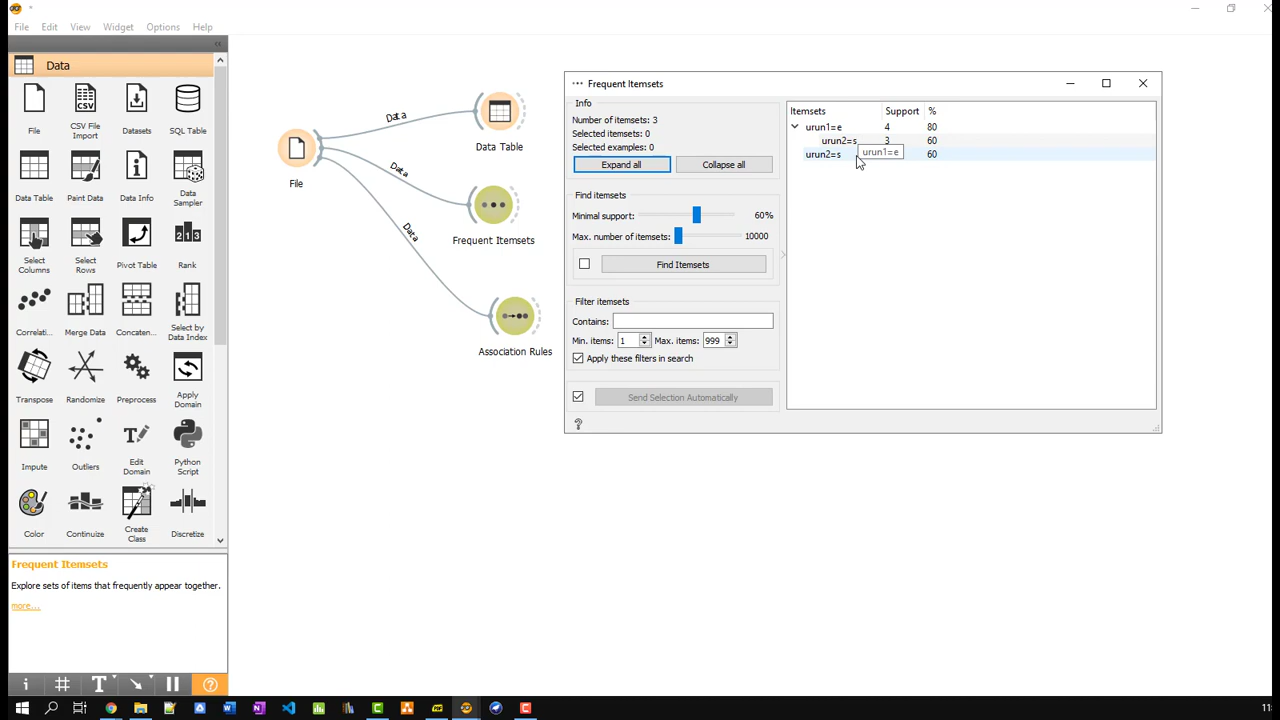 File Edit View Widget Options Help
Data
File
CSV File Import
Datasets
SQL Table
Data Table
Paint Data
Data Info
Data Sampler
Select Columns
Select Rows
Pivot Table
Rank
Correlati...
Merge Data
Concaten...
Select by Data Index
Transpose
Randomize
Preprocess
Apply Domain
Impute
Outliers
Edit Domain
Python Script
Color
Continuize
Create Class
Discretize
Frequent Itemsets
Explore sets of items that frequently appear together.
more...
File
Data
Data
Data
Data Table
Frequent Itemsets
Association Rules
Frequent Itemsets
Info
Number of itemsets: 3
Selected itemsets: 0
Selected examples: 0
Expand all
Collapse all
Find itemsets
Minimal support: 60%
Max. number of itemsets: 10000
Find Itemsets
Filter itemsets
Contains:
Min. items: 1 Max. items: 999
Apply these filters in search
Send Selection Automatically
?
Itemsets Support %
urun1=e 4 80
urun2=s 3 60
urun2=s 60
urun1=e
11: